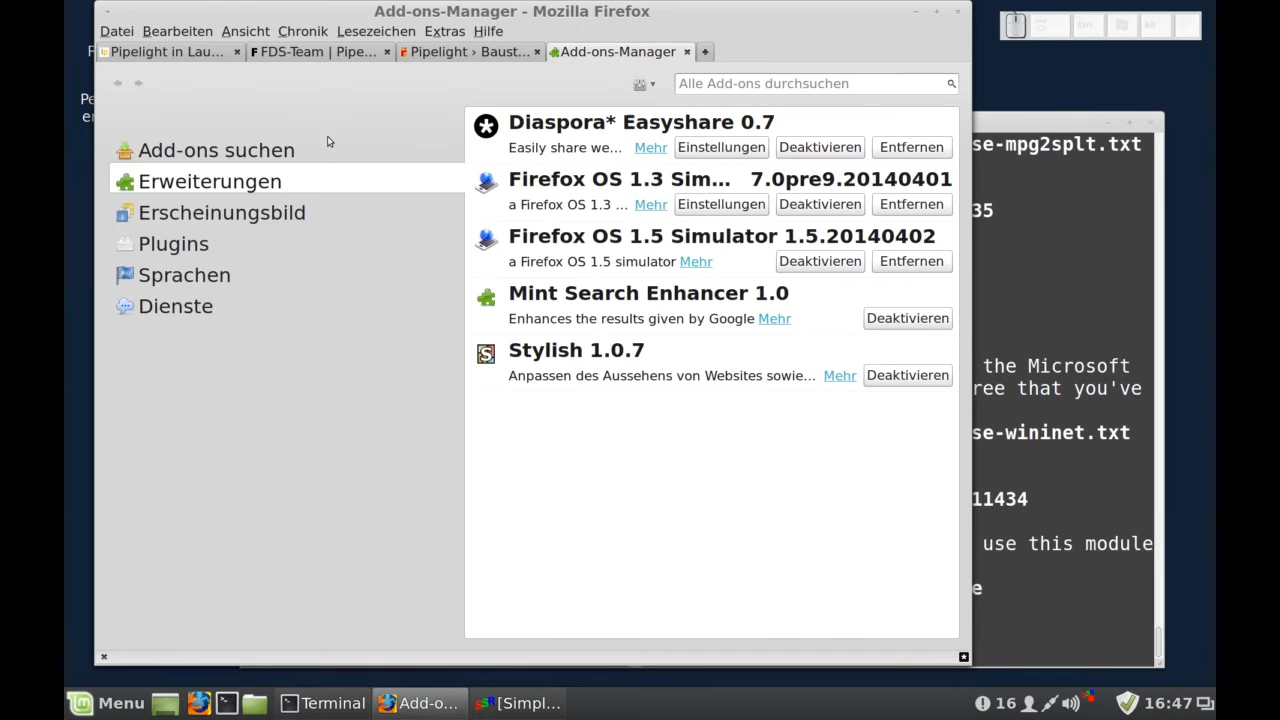 Add-ons-Manager - Mozilla Firefox
Datei Bearbeiten Ansicht Chronik Lesezeichen Extras Hilfe
Pipelight in Lau... FDS-Team | Pipe... Pipelight › Baust... Add-ons-Manager
Alle Add-ons durchsuchen
Add-ons suchen
Erweiterungen
Erscheinungsbild
Plugins
Sprachen
Dienste
Diaspora* Easyshare 0.7
Easily share we... Mehr Einstellungen Deaktivieren Entfernen
Firefox OS 1.3 Sim... 7.0pre9.20140401
a Firefox OS 1.3 ... Mehr Einstellungen Deaktivieren Entfernen
Firefox OS 1.5 Simulator 1.5.20140402
a Firefox OS 1.5 simulator Mehr Deaktivieren Entfernen
Mint Search Enhancer 1.0
Enhances the results given by Google Mehr Deaktivieren
Stylish 1.0.7
Anpassen des Aussehens von Websites sowie... Mehr Deaktivieren
se-mpg2splt.txt
35
the Microsoft
ree that you've
se-wininet.txt
11434
use this module
e
Menu Terminal Add-o... [Simpl... 16 16:47